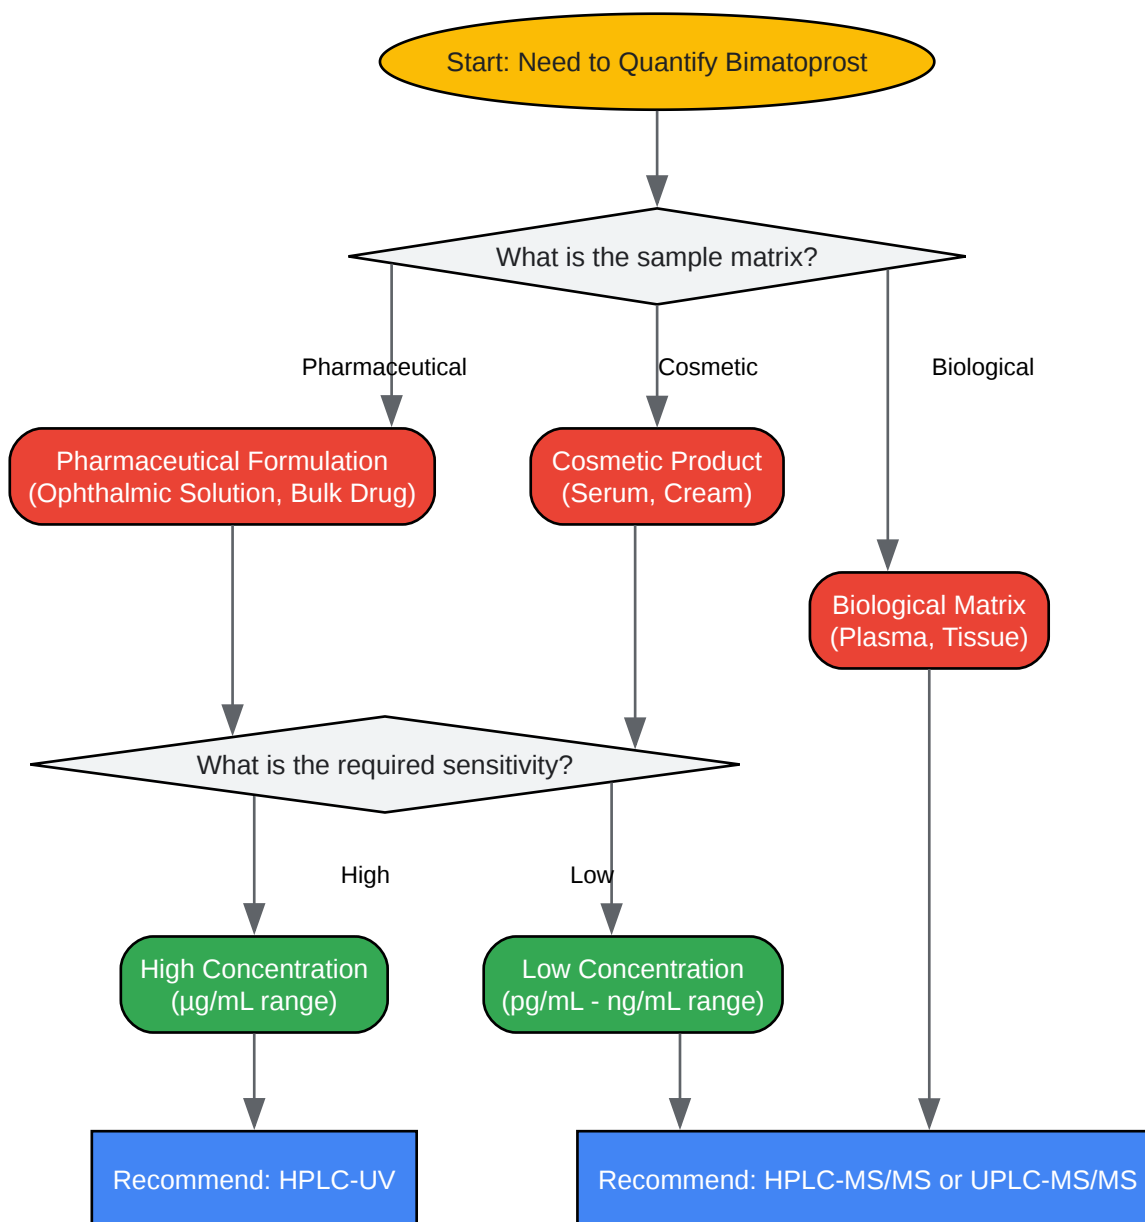 Start: Need to Quantify Bimatoprost
What is the sample matrix?
Pharmaceutical
Cosmetic
Biological
Pharmaceutical Formulation
(Ophthalmic Solution, Bulk Drug)
Cosmetic Product
(Serum, Cream)
Biological Matrix
(Plasma, Tissue)
What is the required sensitivity?
High
Low
High Concentration
(µg/mL range)
Low Concentration
(pg/mL - ng/mL range)
Recommend: HPLC-UV
Recommend: HPLC-MS/MS or UPLC-MS/MS